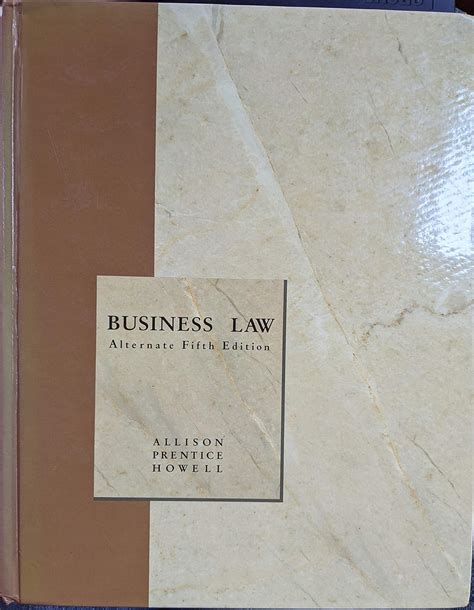 BUSINESS LAW
Alternate Fifth Edition
ALLISON
PRENTICE
HOWELL